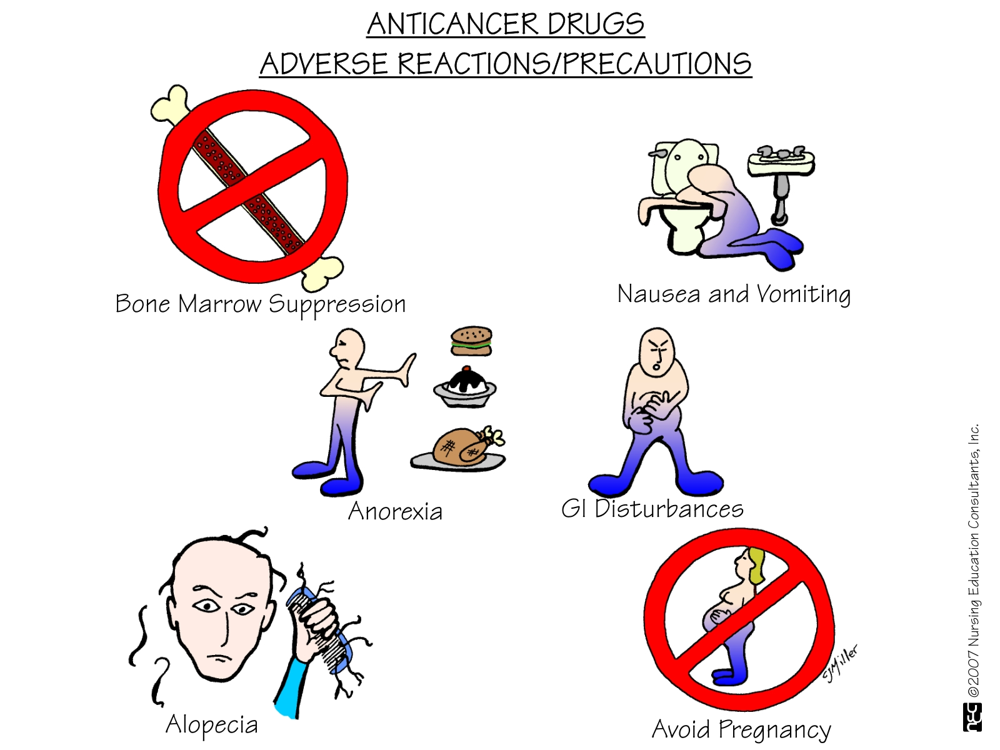 ANTICANCER DRUGS
ADVERSE REACTIONS/PRECAUTIONS
Bone Marrow Suppression
Nausea and Vomiting
Anorexia
GI Disturbances
Alopecia
Avoid Pregnancy
CJMiller
©2007 Nursing Education Consultants, Inc.
nec